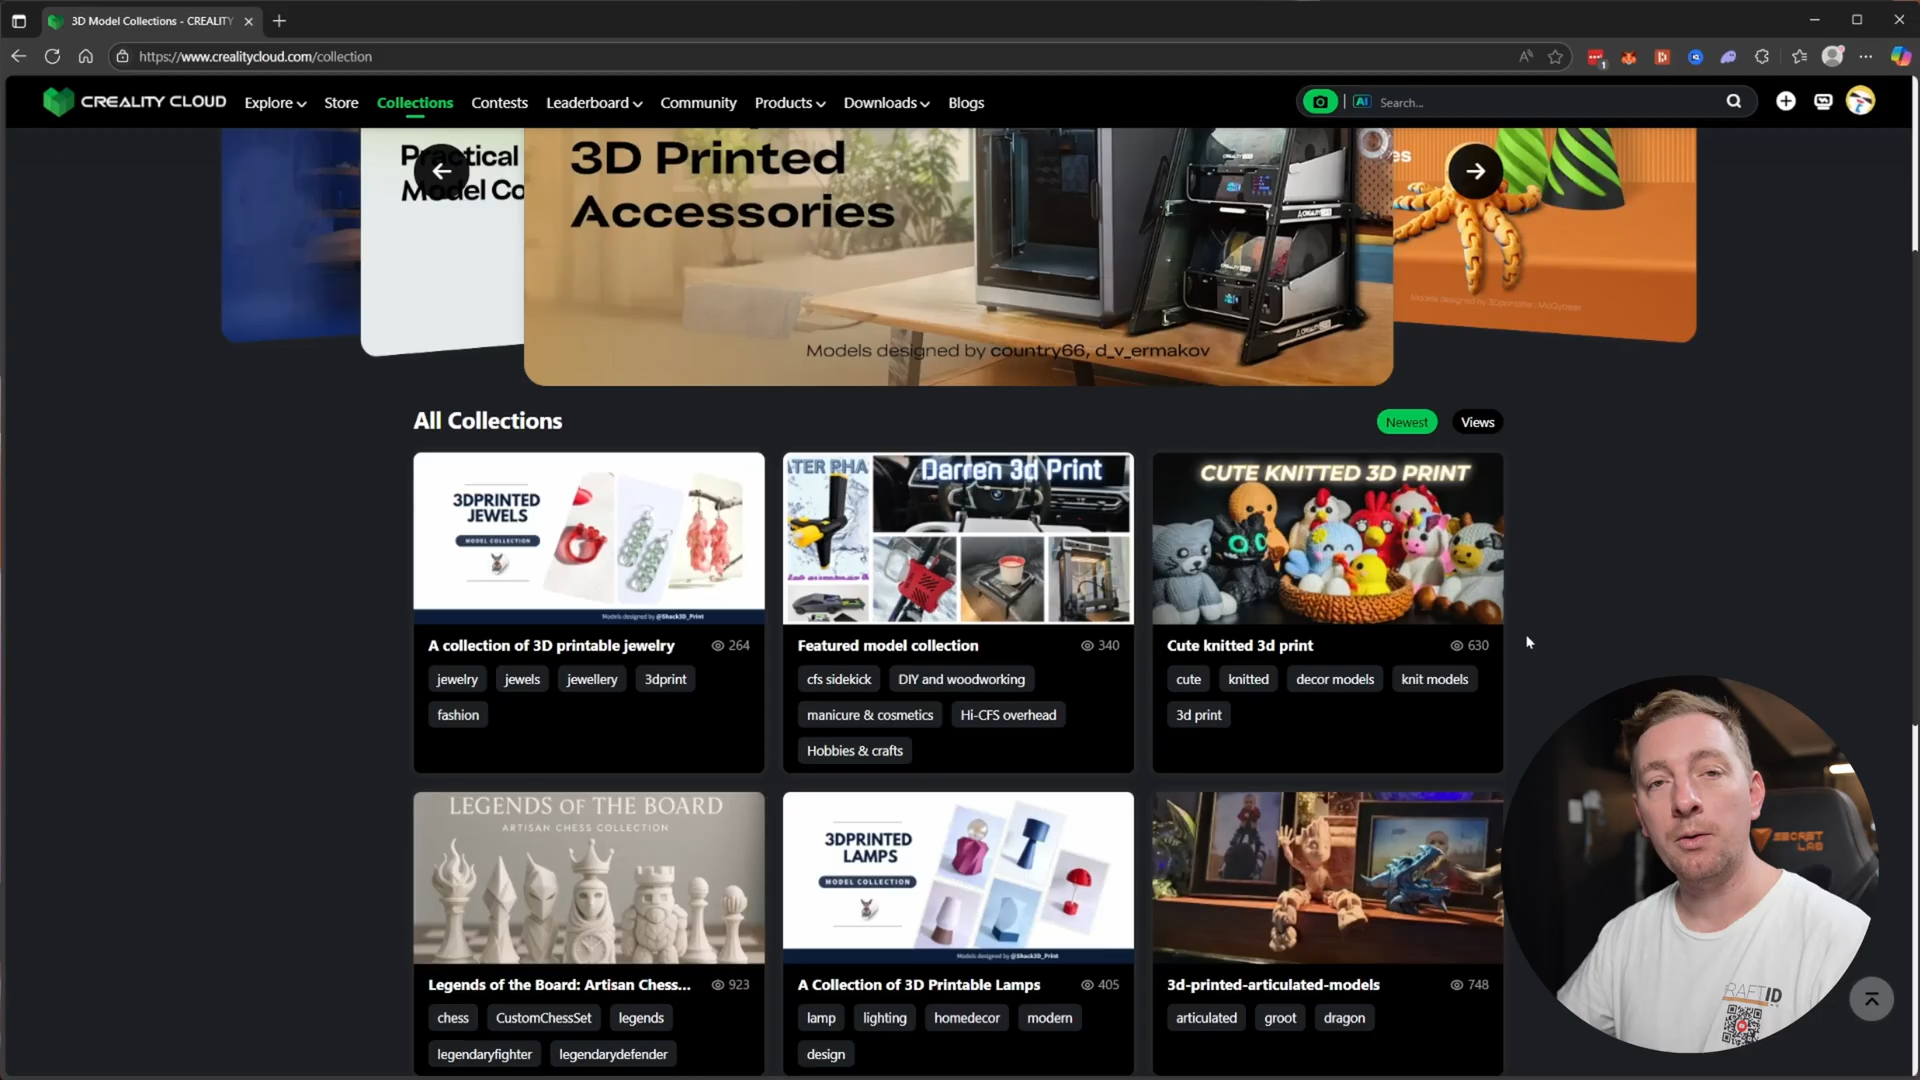 3D Model Collections - CREALITY
https://www.crealitycloud.com/collection
CREALITY CLOUD
Explore
Store
Collections
Contests
Leaderboard
Community
Products
Downloads
Blogs
AI
Search...
Practical
Model Co
3D Printed
Accessories
es
Models designed by country66, d_v_ermakov
All Collections
Newest
Views
3DPRINTED
JEWELS
MODEL COLLECTION
Models designed by @Shack3D_Print
A collection of 3D printable jewelry
264
jewelry
jewels
jewellery
3dprint
fashion
ATER PHA
Darren 3d Print
Featured model collection
340
cfs sidekick
DIY and woodworking
manicure & cosmetics
Hi-CFS overhead
Hobbies & crafts
CUTE KNITTED 3D PRINT
Cute knitted 3d print
630
cute
knitted
decor models
knit models
3d print
LEGENDS OF THE BOARD
ARTISAN CHESS COLLECTION
Legends of the Board: Artisan Chess...
923
chess
CustomChessSet
legends
legendaryfighter
legendarydefender
3DPRINTED
LAMPS
MODEL COLLECTION
Models designed by @Shack3D_Print
A Collection of 3D Printable Lamps
405
lamp
lighting
homedecor
modern
design
3d-printed-articulated-models
748
articulated
groot
dragon
SECRET
LAB
RAFTID